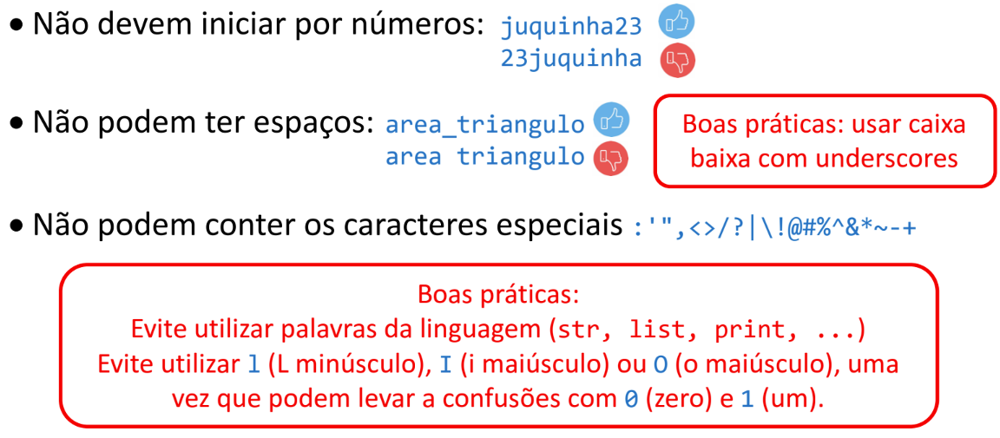 • Não devem iniciar por números: juquinha23
23juquinha
• Não podem ter espaços: area_triangulo
area triangulo
Boas práticas: usar caixa
baixa com underscores
• Não podem conter os caracteres especiais :'",<>/?|\!@#%^&*~-+
Boas práticas:
Evite utilizar palavras da linguagem (str, list, print, ...)
Evite utilizar l (L minúsculo), I (i maiúsculo) ou O (o maiúsculo), uma
vez que podem levar a confusões com 0 (zero) e 1 (um).